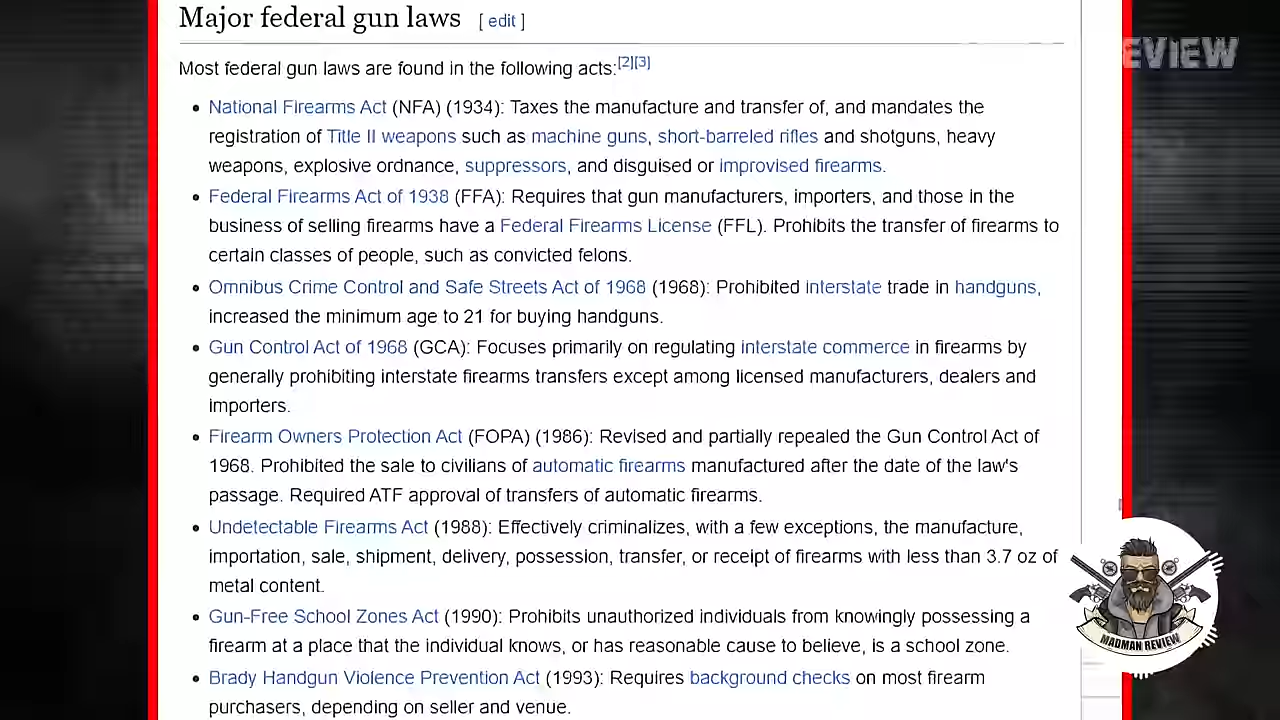 Major federal gun laws [ edit ]
EVIEW
Most federal gun laws are found in the following acts:[2][3]
National Firearms Act (NFA) (1934): Taxes the manufacture and transfer of, and mandates the
registration of Title II weapons such as machine guns, short-barreled rifles and shotguns, heavy
weapons, explosive ordnance, suppressors, and disguised or improvised firearms.
Federal Firearms Act of 1938 (FFA): Requires that gun manufacturers, importers, and those in the
business of selling firearms have a Federal Firearms License (FFL). Prohibits the transfer of firearms to
certain classes of people, such as convicted felons.
Omnibus Crime Control and Safe Streets Act of 1968 (1968): Prohibited interstate trade in handguns,
increased the minimum age to 21 for buying handguns.
Gun Control Act of 1968 (GCA): Focuses primarily on regulating interstate commerce in firearms by
generally prohibiting interstate firearms transfers except among licensed manufacturers, dealers and
importers.
Firearm Owners Protection Act (FOPA) (1986): Revised and partially repealed the Gun Control Act of
1968. Prohibited the sale to civilians of automatic firearms manufactured after the date of the law's
passage. Required ATF approval of transfers of automatic firearms.
Undetectable Firearms Act (1988): Effectively criminalizes, with a few exceptions, the manufacture,
importation, sale, shipment, delivery, possession, transfer, or receipt of firearms with less than 3.7 oz of
metal content.
Gun-Free School Zones Act (1990): Prohibits unauthorized individuals from knowingly possessing a
firearm at a place that the individual knows, or has reasonable cause to believe, is a school zone.
MADMAN REVIEW
Brady Handgun Violence Prevention Act (1993): Requires background checks on most firearm
purchasers, depending on seller and venue.